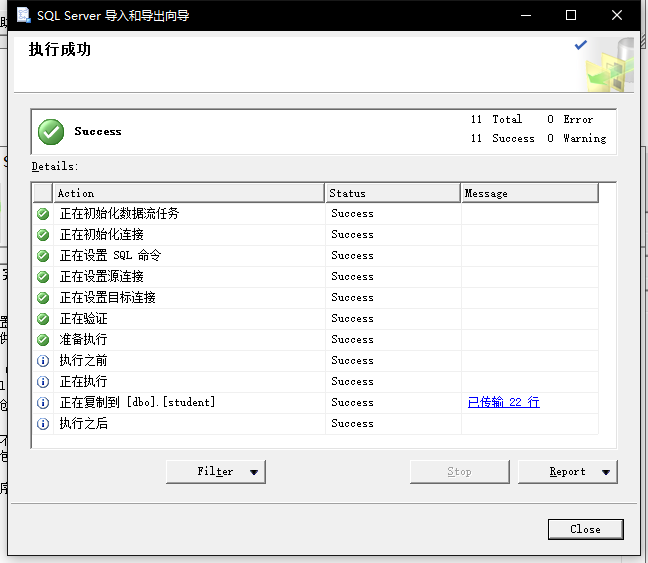 SQL Server 导入和导出向导
执行成功
Success
11 Total 0 Error
11 Success 0 Warning
Details:
Action Status Message
正在初始化数据流任务 Success
正在初始化连接 Success
正在设置 SQL 命令 Success
正在设置源连接 Success
正在设置目标连接 Success
正在验证 Success
准备执行 Success
执行之前 Success
正在执行 Success
正在复制到 [dbo].[student] Success 已传输 22 行
执行之后 Success
Filter Stop Report
Close